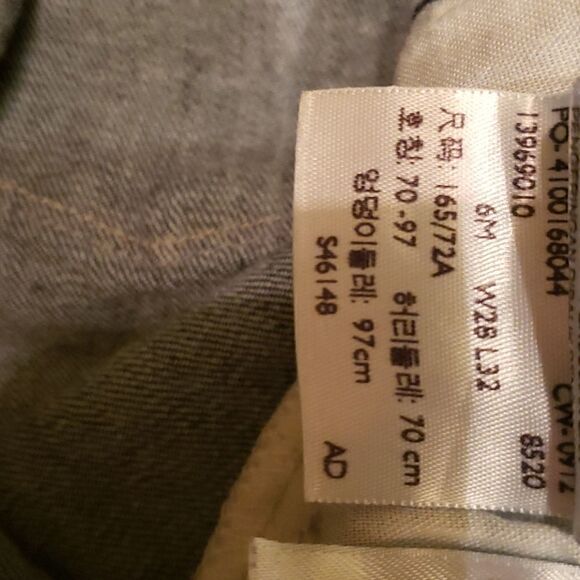 PO-4100168044 CW-0912
13969010 8520
6M W28 L32
尺码: 165/72A
호칭: 70-97 허리둘레: 70 cm
엉덩이둘레: 97cm
S46148 AD